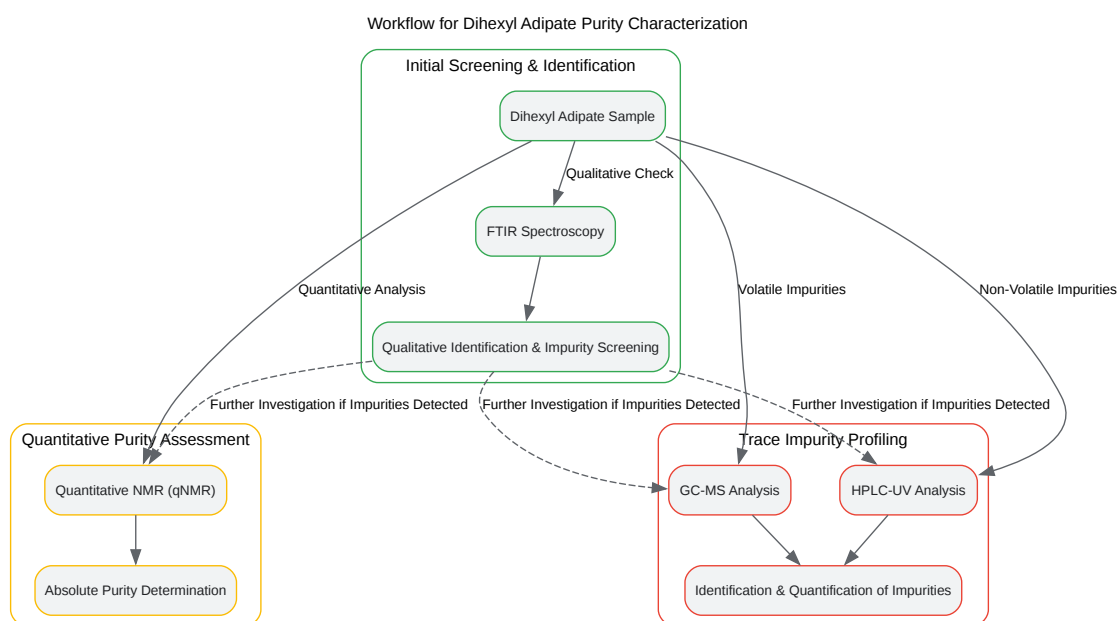 Workflow for Dihexyl Adipate Purity Characterization
Initial Screening & Identification
Dihexyl Adipate Sample
Qualitative Check
FTIR Spectroscopy
Quantitative Analysis
Volatile Impurities
Non-Volatile Impurities
Qualitative Identification & Impurity Screening
Further Investigation if Impurities Detected
Further Investigation if Impurities Detected
Further Investigation if Impurities Detected
Quantitative Purity Assessment
Trace Impurity Profiling
Quantitative NMR (qNMR)
GC-MS Analysis
HPLC-UV Analysis
Absolute Purity Determination
Identification & Quantification of Impurities